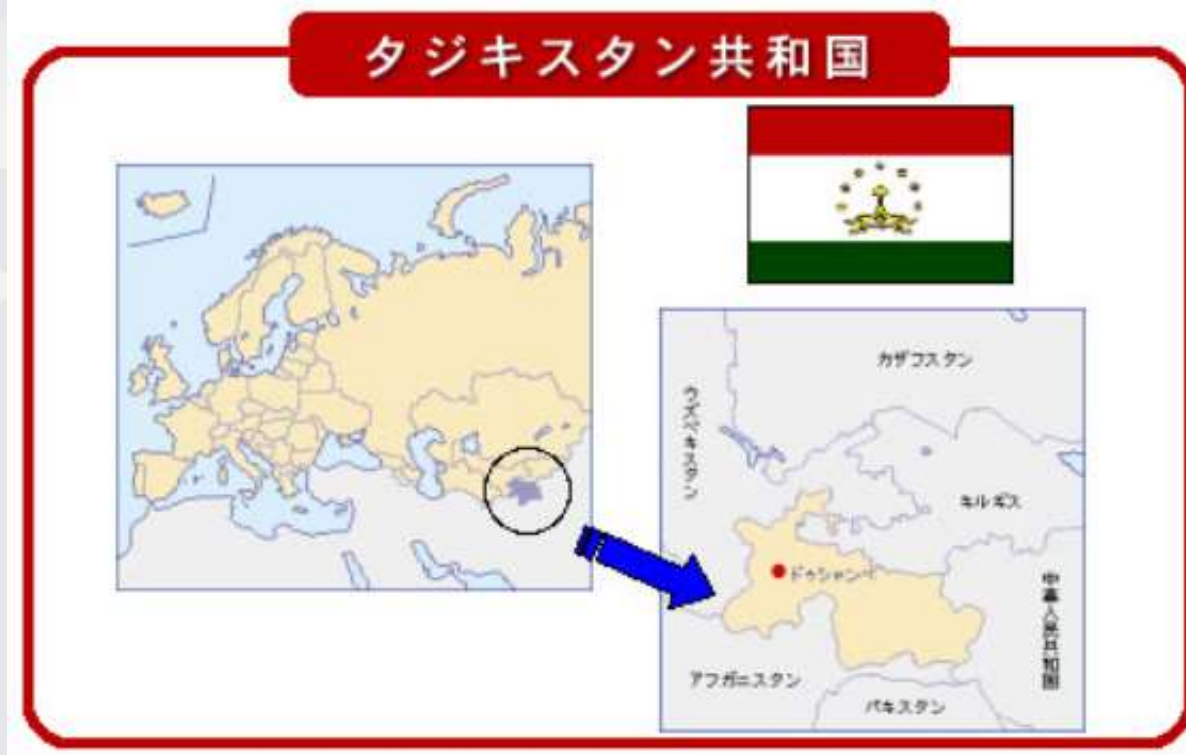 タジキスタン共和国
カザフスタン
ウズベキスタン
キルギス
ドゥシャンベ
中華人民共和国
アフガニスタン
パキスタン